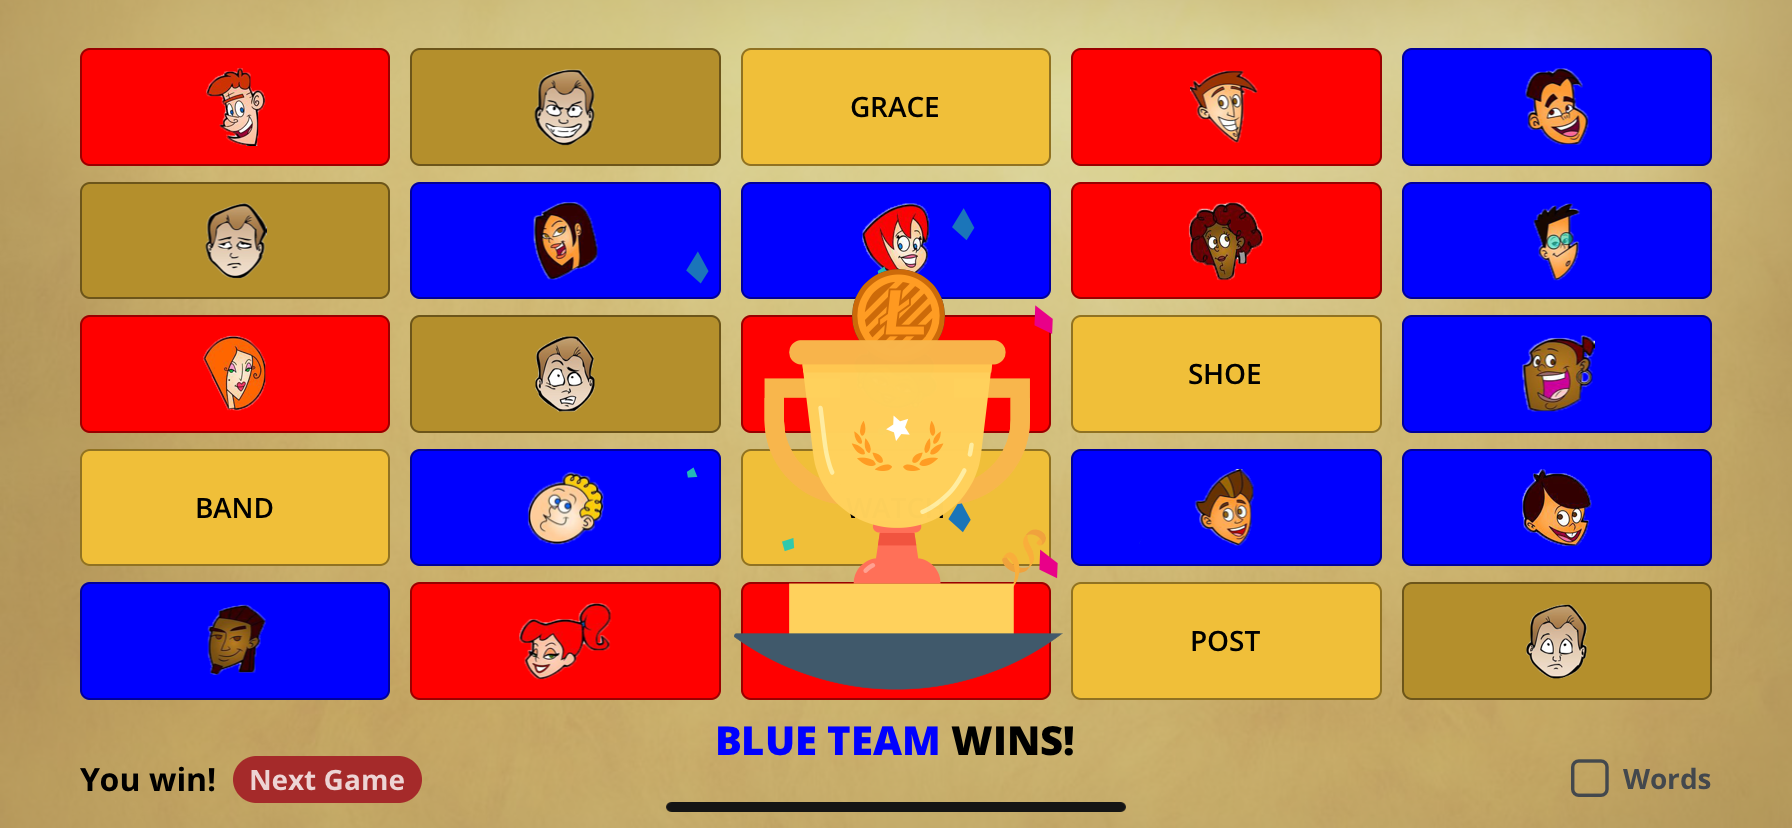 GRACE
SHOE
BAND
POST
BLUE TEAM WINS!
You win!
Next Game
Words